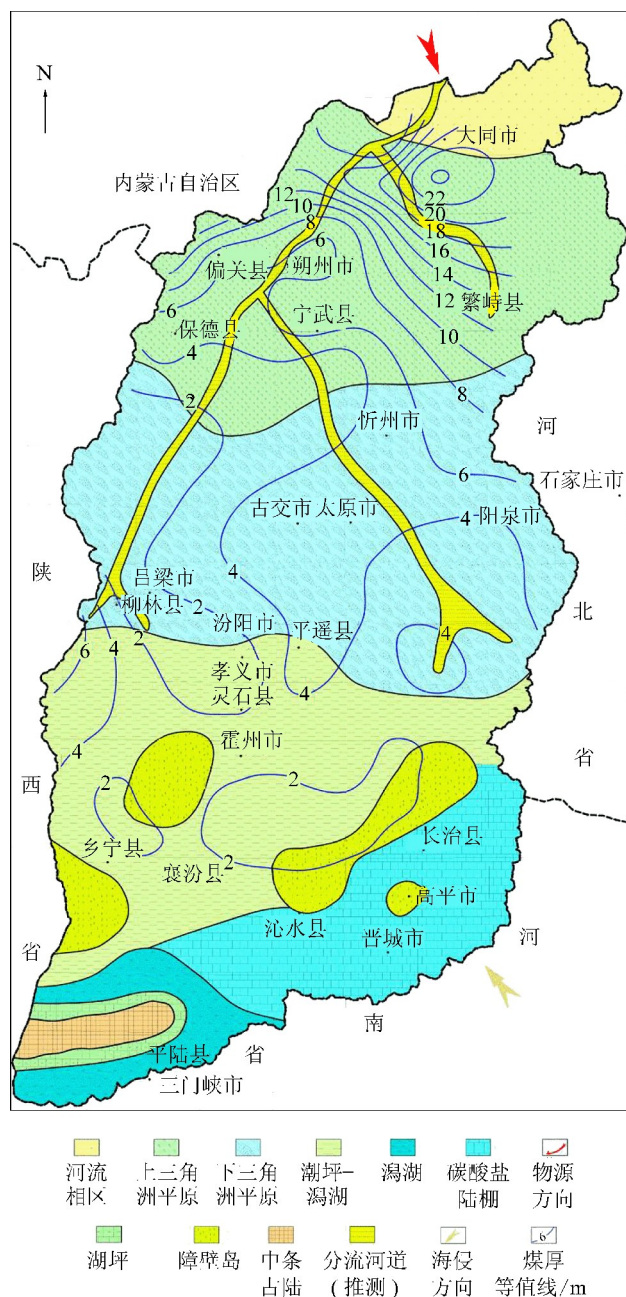 N
大同市
内蒙古自治区
22
20
18
16
14
12
10
8
12
10
8
6
6
偏关县
朔州市
繁峙县
保德县
宁武县
4
2
忻州市
河
6
石家庄市
古交市
太原市
4
阳泉市
陕
4
吕梁市
柳林县
2
北
汾阳市
平遥县
4
6
4
2
孝义市
灵石县
4
霍州市
4
2
省
西
2
乡宁县
长治县
襄汾县
2
高平市
沁水县
晋城市
河
省
南
平陆县
省
三门峡市
河流
相区
上三角
洲平原
下三角
洲平原
潮坪-
潟湖
潟湖
碳酸盐
陆棚
物源
方向
湖坪
障壁岛
中条
古陆
分流河道
(推测)
海侵
方向
6
煤厚
等值线/m